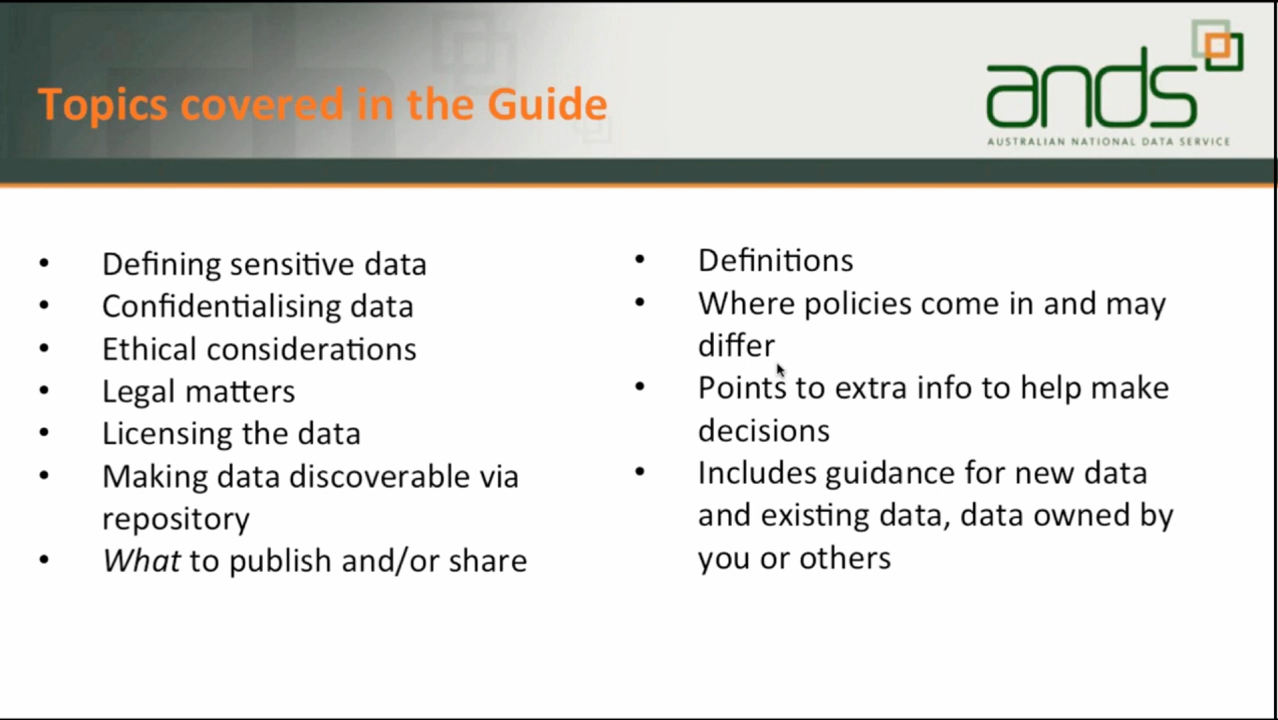 Topics covered in the Guide
ands
AUSTRALIAN NATIONAL DATA SERVICE
• Defining sensitive data
• Confidentialising data
• Ethical considerations
• Legal matters
• Licensing the data
• Making data discoverable via
repository
• What to publish and/or share
• Definitions
• Where policies come in and may
differ
• Points to extra info to help make
decisions
• Includes guidance for new data
and existing data, data owned by
you or others